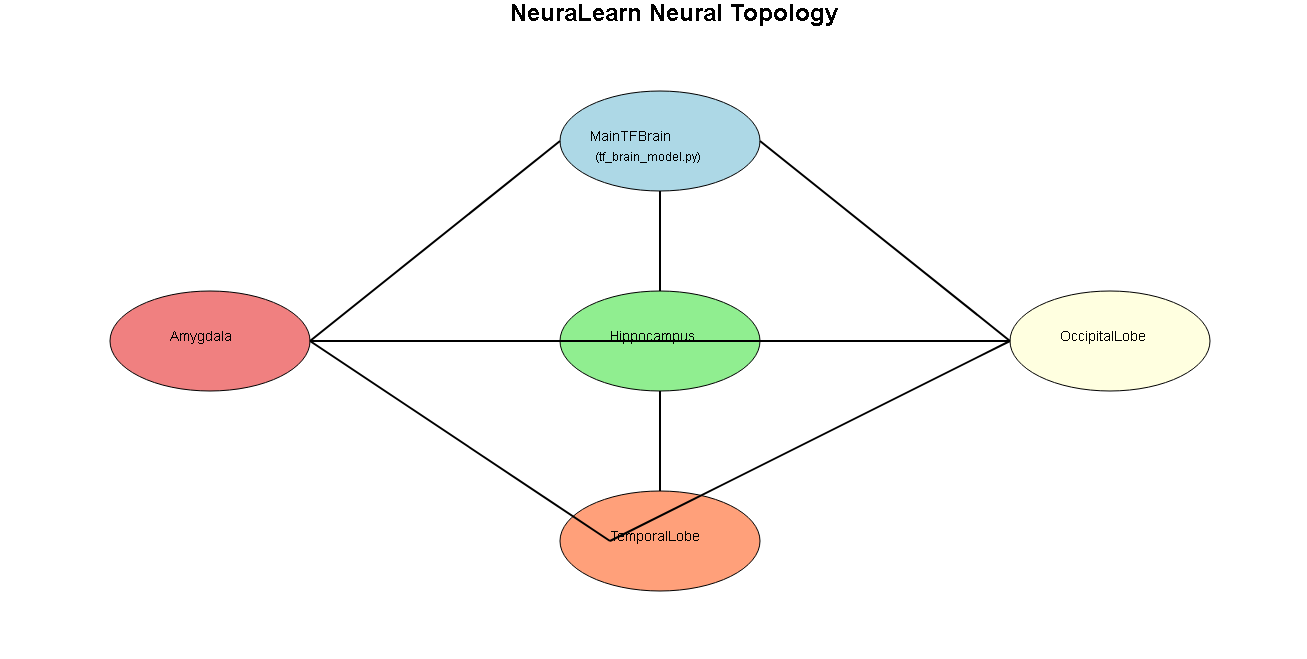 NeuraLearn Neural Topology
MainTFBrain
(tf_brain_model.py)
Amygdala
Hippocampus
OccipitalLobe
TemporalLobe